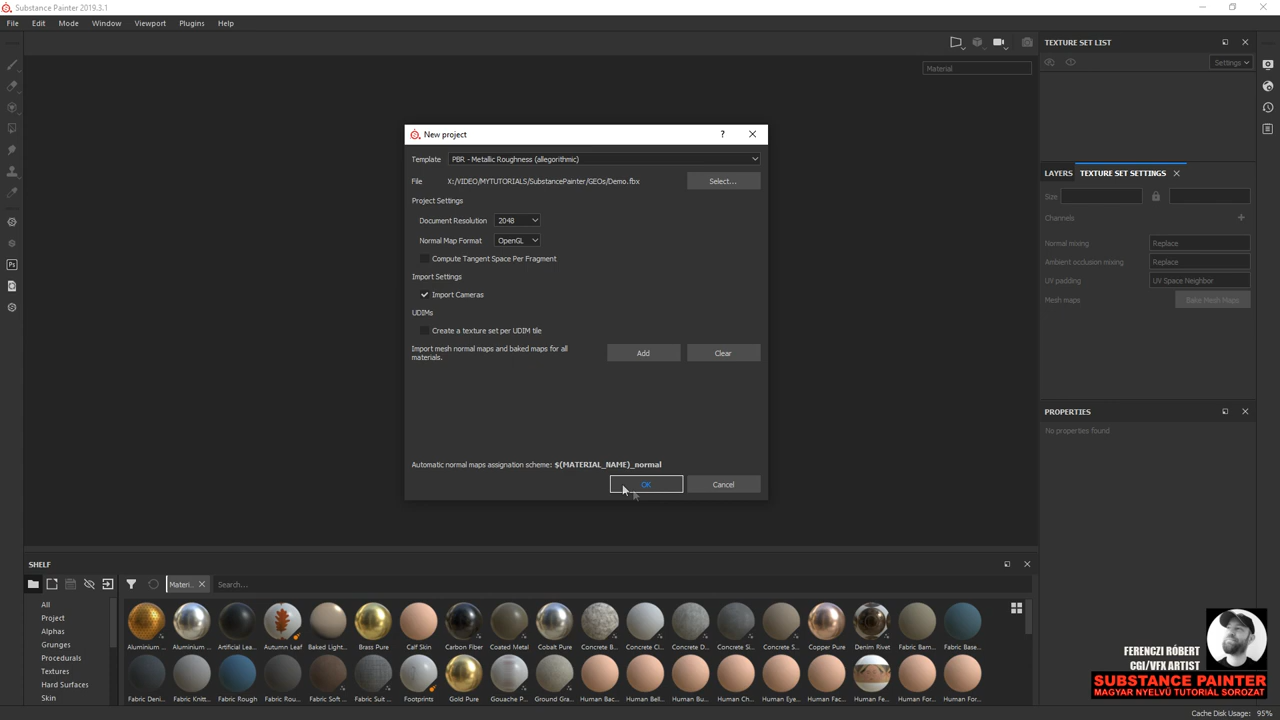 Substance Painter 2019.3.1
File Edit Mode Window Viewport Plugins Help
Material
TEXTURE SET LIST
Settings
New project
?
Template PBR - Metallic Roughness (allegorithmic)
File X:/VIDEO/MYTUTORIALS/SubstancePainter/GEOs/Demo.fbx Select...
Project Settings
Document Resolution 2048
Normal Map Format OpenGL
Compute Tangent Space Per Fragment
Import Settings
Import Cameras
UDIMs
Create a texture set per UDIM tile
Import mesh normal maps and baked maps for all
materials.
Add Clear
Automatic normal maps assignation scheme: $(MATERIAL_NAME)_normal
OK Cancel
LAYERS TEXTURE SET SETTINGS
Size
Channels
Normal mixing Replace
Ambient occlusion mixing Replace
UV padding UV Space Neighbor
Mesh maps Bake Mesh Maps
PROPERTIES
No properties found
Ps
SHELF
Materi... Search...
All
Project
Alphas
Grunges
Procedurals
Textures
Hard Surfaces
Skin
Aluminium ... Aluminium ... Artificial Lea... Autumn Leaf Baked Light... Brass Pure Calf Skin Carbon Fiber Coated Metal Cobalt Pure Concrete B... Concrete Cl... Concrete D... Concrete Si... Concrete S... Copper Pure Denim Rivet Fabric Bam... Fabric Base...
Fabric Deni... Fabric Knitt... Fabric Rough Fabric Rou... Fabric Soft ... Fabric Suit ... Footprints Gold Pure Gouache P... Ground Gra... Human Bac... Human Bell... Human Bu... Human Ch... Human Eye... Human Fac... Human Fe... Human For... Human For...
FERENCZI RÓBERT
CGI/VFX ARTIST
SUBSTANCE PAINTER
MAGYAR NYELVŰ TUTORIÁL SOROZAT
Cache Disk Usage: 95%